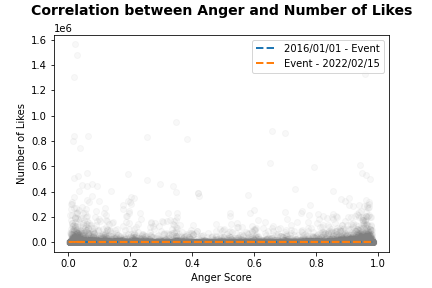 Correlation between Anger and Number of Likes
1e6
2016/01/01 - Event
Event - 2022/02/15
1.6
1.4
1.2
1.0
0.8
0.6
0.4
0.2
0.0
Number of Likes
0.0 0.2 0.4 0.6 0.8 1.0
Anger Score